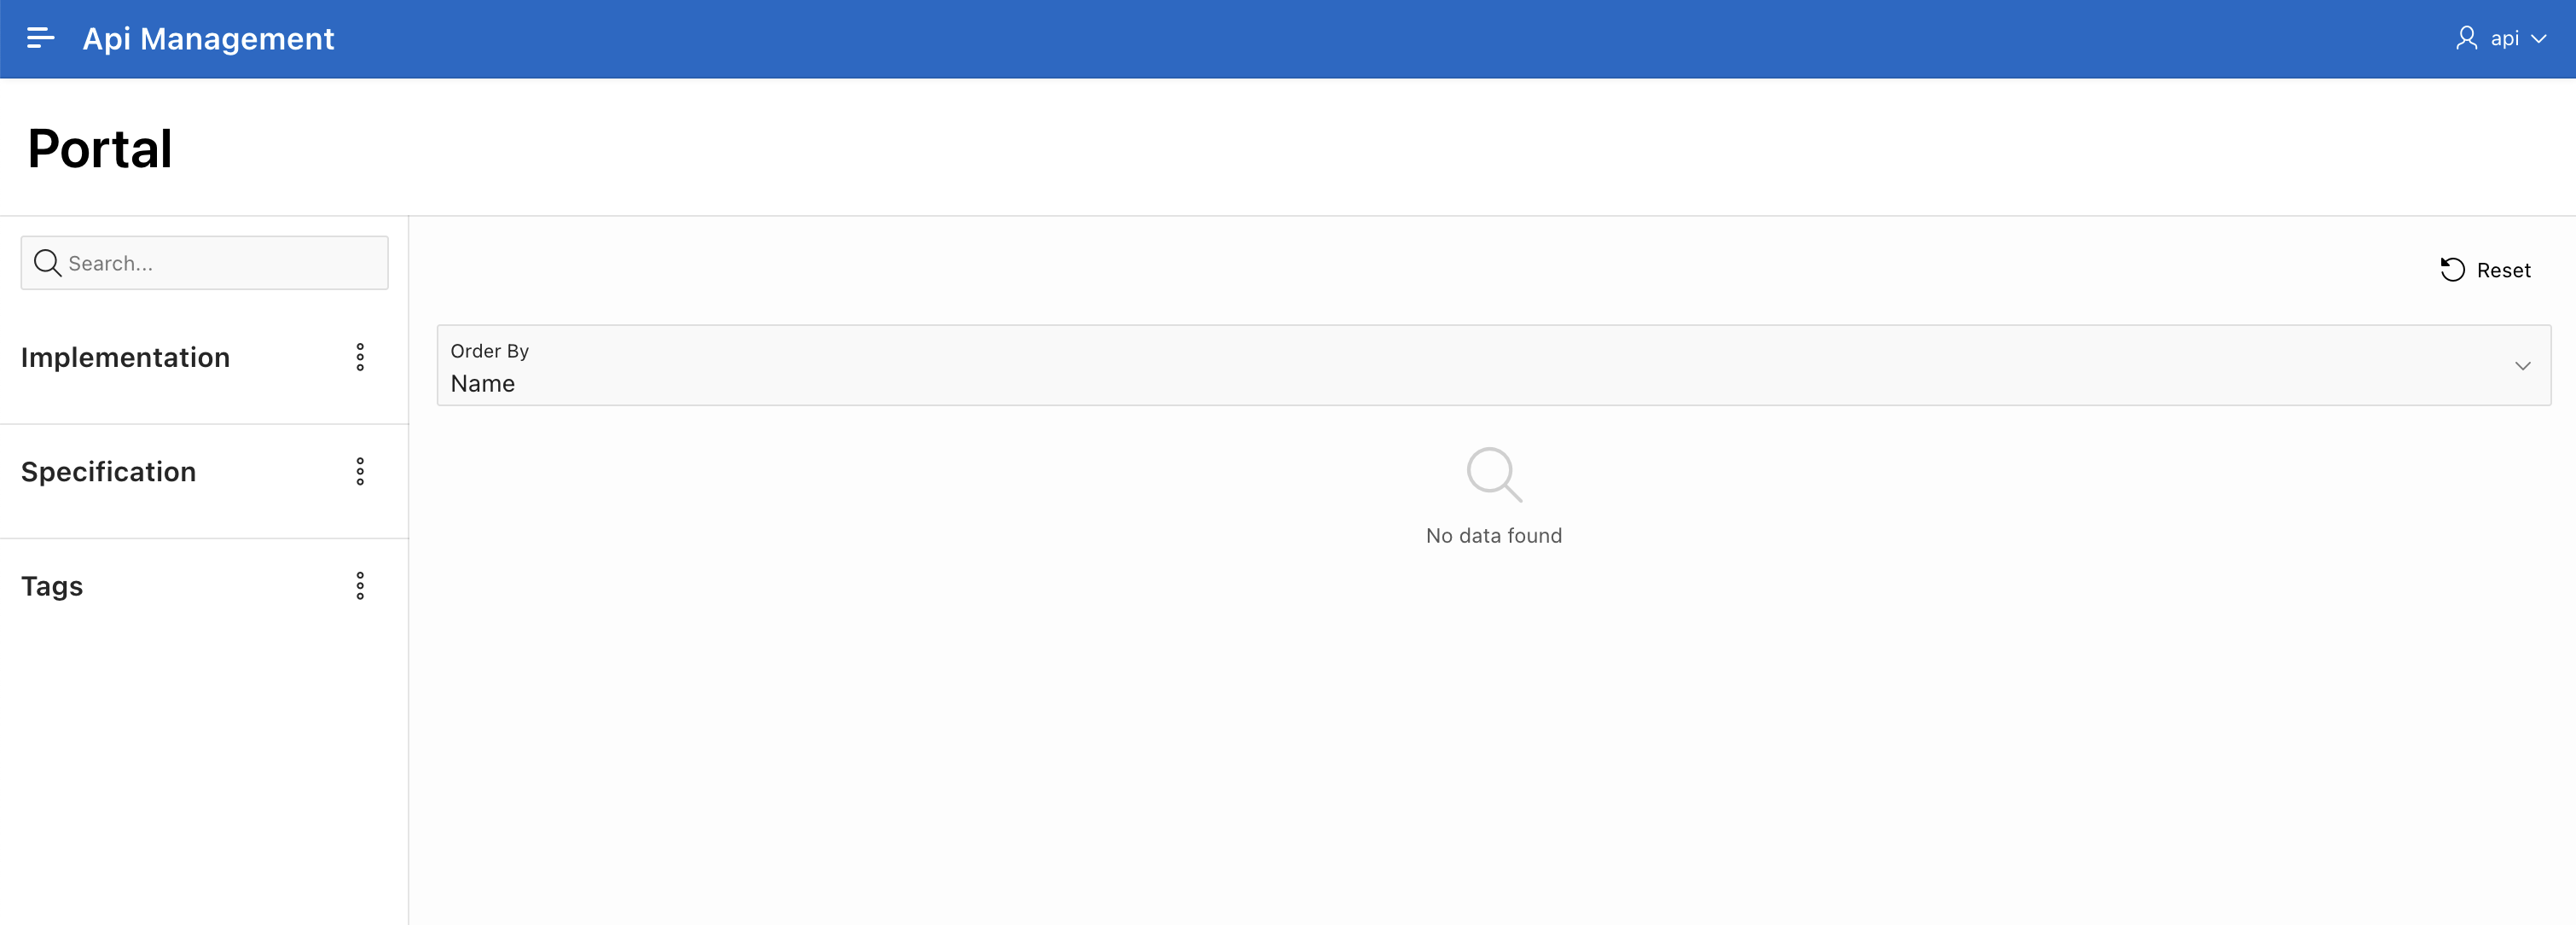 Api Management
api
Portal
Search...
Reset
Implementation
Order By
Name
Specification
No data found
Tags